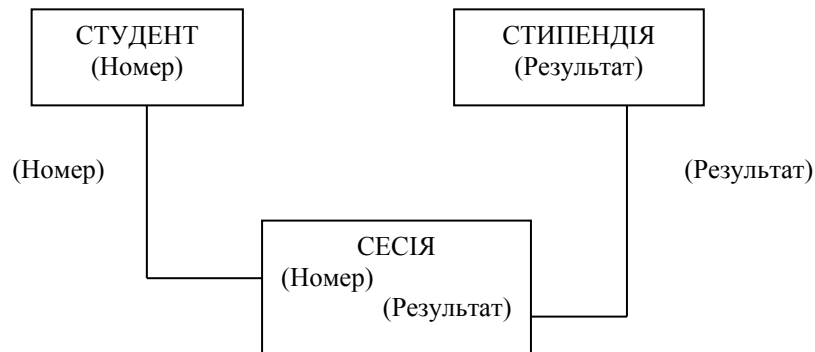 СТУДЕНТ
(Номер)
СТИПЕНДІЯ
(Результат)
(Номер)
(Результат)
СЕСІЯ
(Номер)
(Результат)